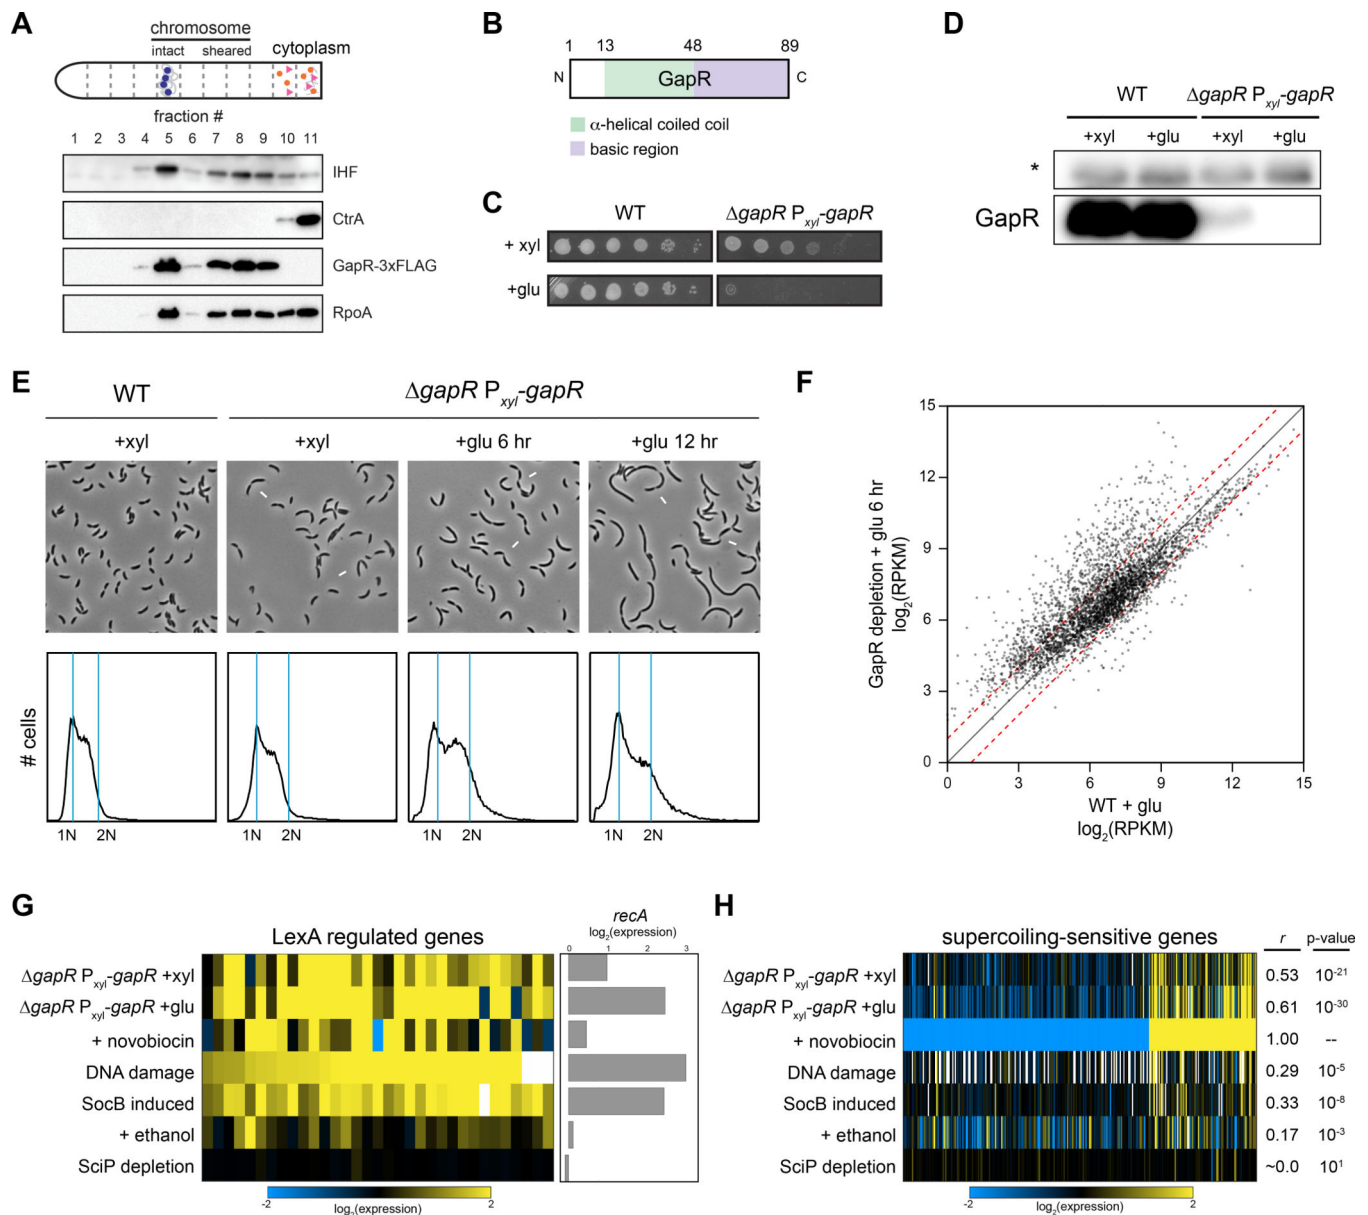 A
chromosome
intact sheared cytoplasm
fraction #
1 2 3 4 5 6 7 8 9 10 11
IHF
CtrA
GapR-3xFLAG
RpoA
B
1 13 48 89
N GapR C
α-helical coiled coil
basic region
C
WT ΔgapR Pxyl-gapR
+ xyl
+glu
D
WT ΔgapR Pxyl-gapR
+xyl +glu +xyl +glu
*
GapR
E
WT ΔgapR Pxyl-gapR
+xyl +xyl +glu 6 hr +glu 12 hr
# cells
1N 2N 1N 2N 1N 2N 1N 2N
F
GapR depletion + glu 6 hr
log2(RPKM)
15
12
9
6
3
0
0 3 6 9 12 15
WT + glu
log2(RPKM)
G
LexA regulated genes
recA
log2(expression)
0 1 2 3
ΔgapR Pxyl-gapR +xyl
ΔgapR Pxyl-gapR +glu
+ novobiocin
DNA damage
SocB induced
+ ethanol
SciP depletion
-2 2
log2(expression)
H
supercoiling-sensitive genes r p-value
ΔgapR Pxyl-gapR +xyl 0.53 10-21
ΔgapR Pxyl-gapR +glu 0.61 10-30
+ novobiocin 1.00 --
DNA damage 0.29 10-5
SocB induced 0.33 10-8
+ ethanol 0.17 10-3
SciP depletion ~0.0 101
-2 2
log2(expression)